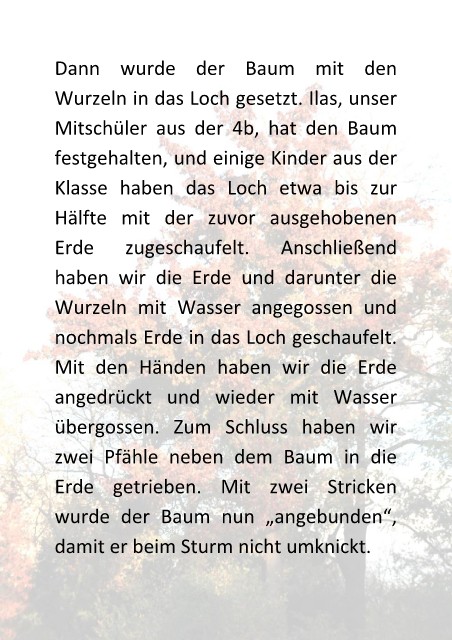 Dann wurde der Baum mit den
Wurzeln in das Loch gesetzt. Ilas, unser
Mitschüler aus der 4b, hat den Baum
festgehalten, und einige Kinder aus der
Klasse haben das Loch etwa bis zur
Hälfte mit der zuvor ausgehobenen
Erde zugeschaufelt. Anschließend
haben wir die Erde und darunter die
Wurzeln mit Wasser angegossen und
nochmals Erde in das Loch geschaufelt.
Mit den Händen haben wir die Erde
angedrückt und wieder mit Wasser
übergossen. Zum Schluss haben wir
zwei Pfähle neben dem Baum in die
Erde getrieben. Mit zwei Stricken
wurde der Baum nun „angebunden“,
damit er beim Sturm nicht umknickt.